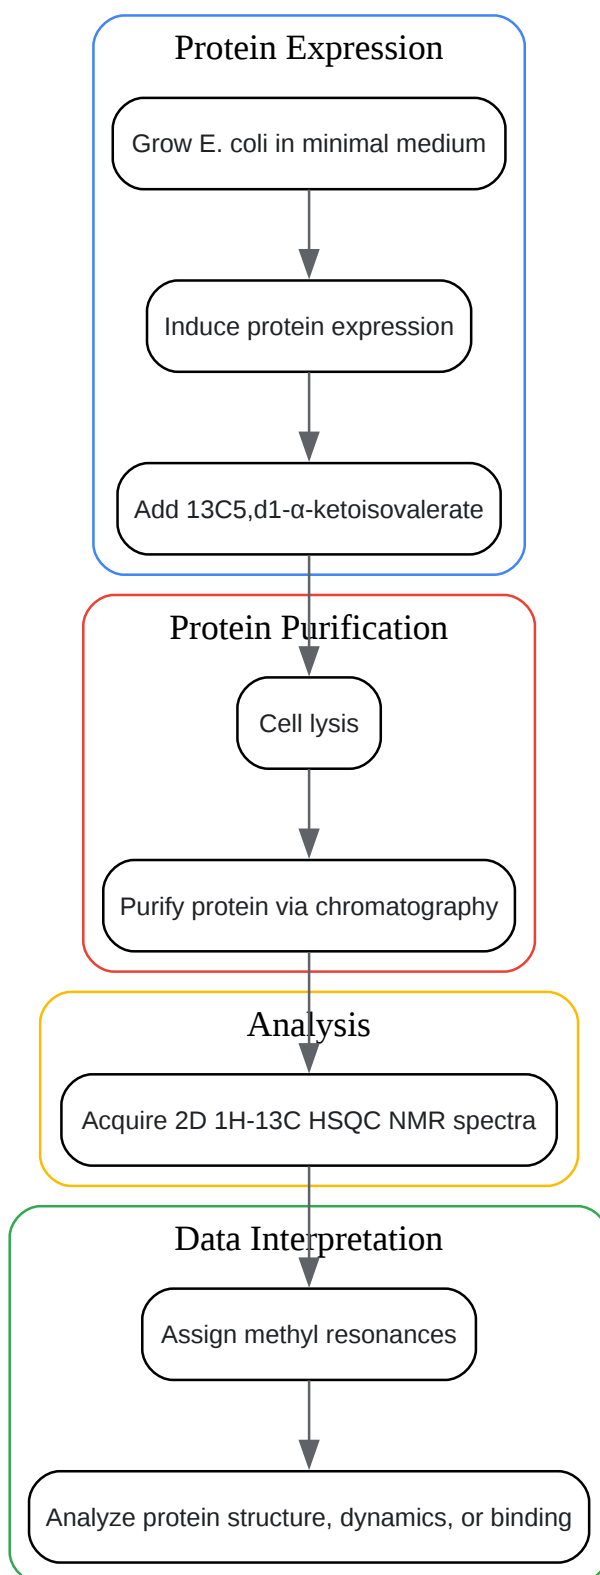 Protein Expression
Grow E. coli in minimal medium
Induce protein expression
Add 13C5,d1-α-ketoisovalerate
Protein Purification
Cell lysis
Purify protein via chromatography
Analysis
Acquire 2D 1H-13C HSQC NMR spectra
Data Interpretation
Assign methyl resonances
Analyze protein structure, dynamics, or binding